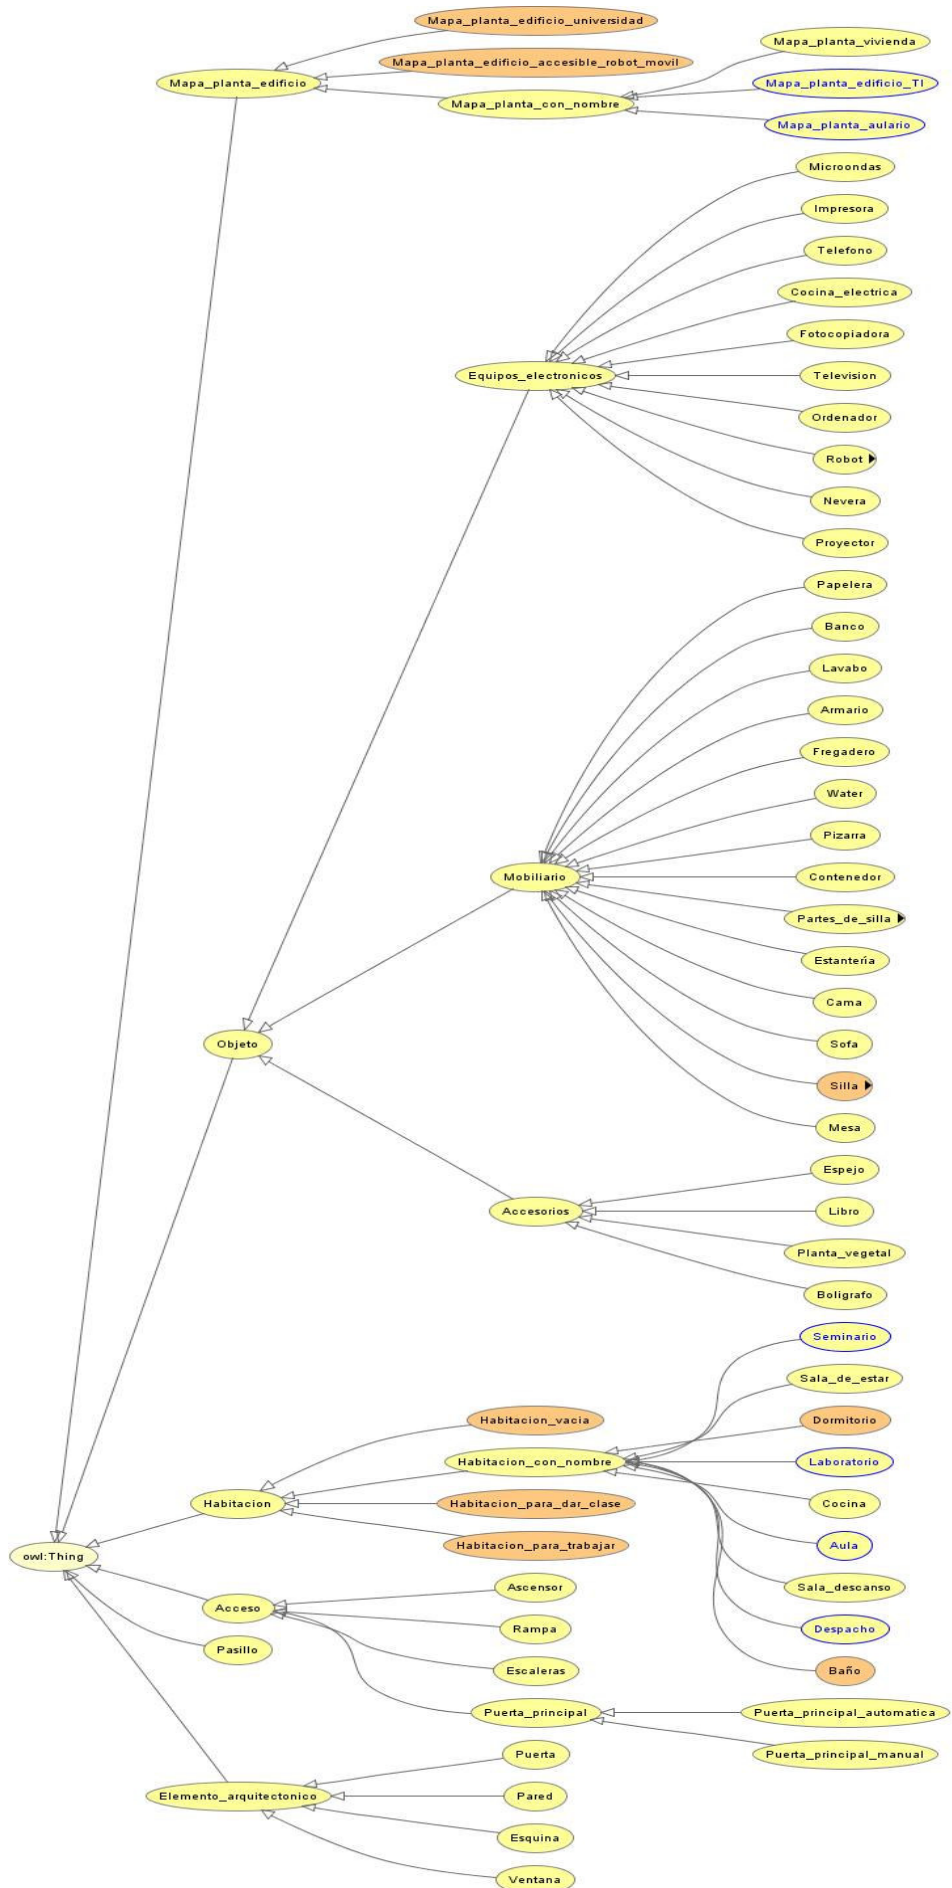 Mapa_planta_edificio_universidad
Mapa_planta_vivienda
Mapa_planta_edificio_accesible_robot_movil
Mapa_planta_edificio
Mapa_planta_edificio_TI
Mapa_planta_con_nombre
Mapa_planta_aulario
Microondas
Impresora
Telefono
Cocina_electrica
Fotocopiadora
Equipos_electronicos
Television
Ordenador
Robot
Nevera
Proyector
Papelera
Banco
Lavabo
Armario
Fregadero
Water
Pizarra
Mobiliario
Contenedor
Partes_de_silla
Estantería
Cama
Objeto
Sofa
Silla
Mesa
Espejo
Accesorios
Libro
Planta_vegetal
Boligrafo
Seminario
Sala_de_estar
Habitacion_vacia
Dormitorio
Habitacion_con_nombre
Laboratorio
Habitacion
Habitacion_para_dar_clase
Cocina
Habitacion_para_trabajar
Aula
owl:Thing
Ascensor
Sala_descanso
Acceso
Rampa
Despacho
Pasillo
Escaleras
Baño
Puerta_principal
Puerta_principal_automatica
Puerta
Puerta_principal_manual
Elemento_arquitectonico
Pared
Esquina
Ventana